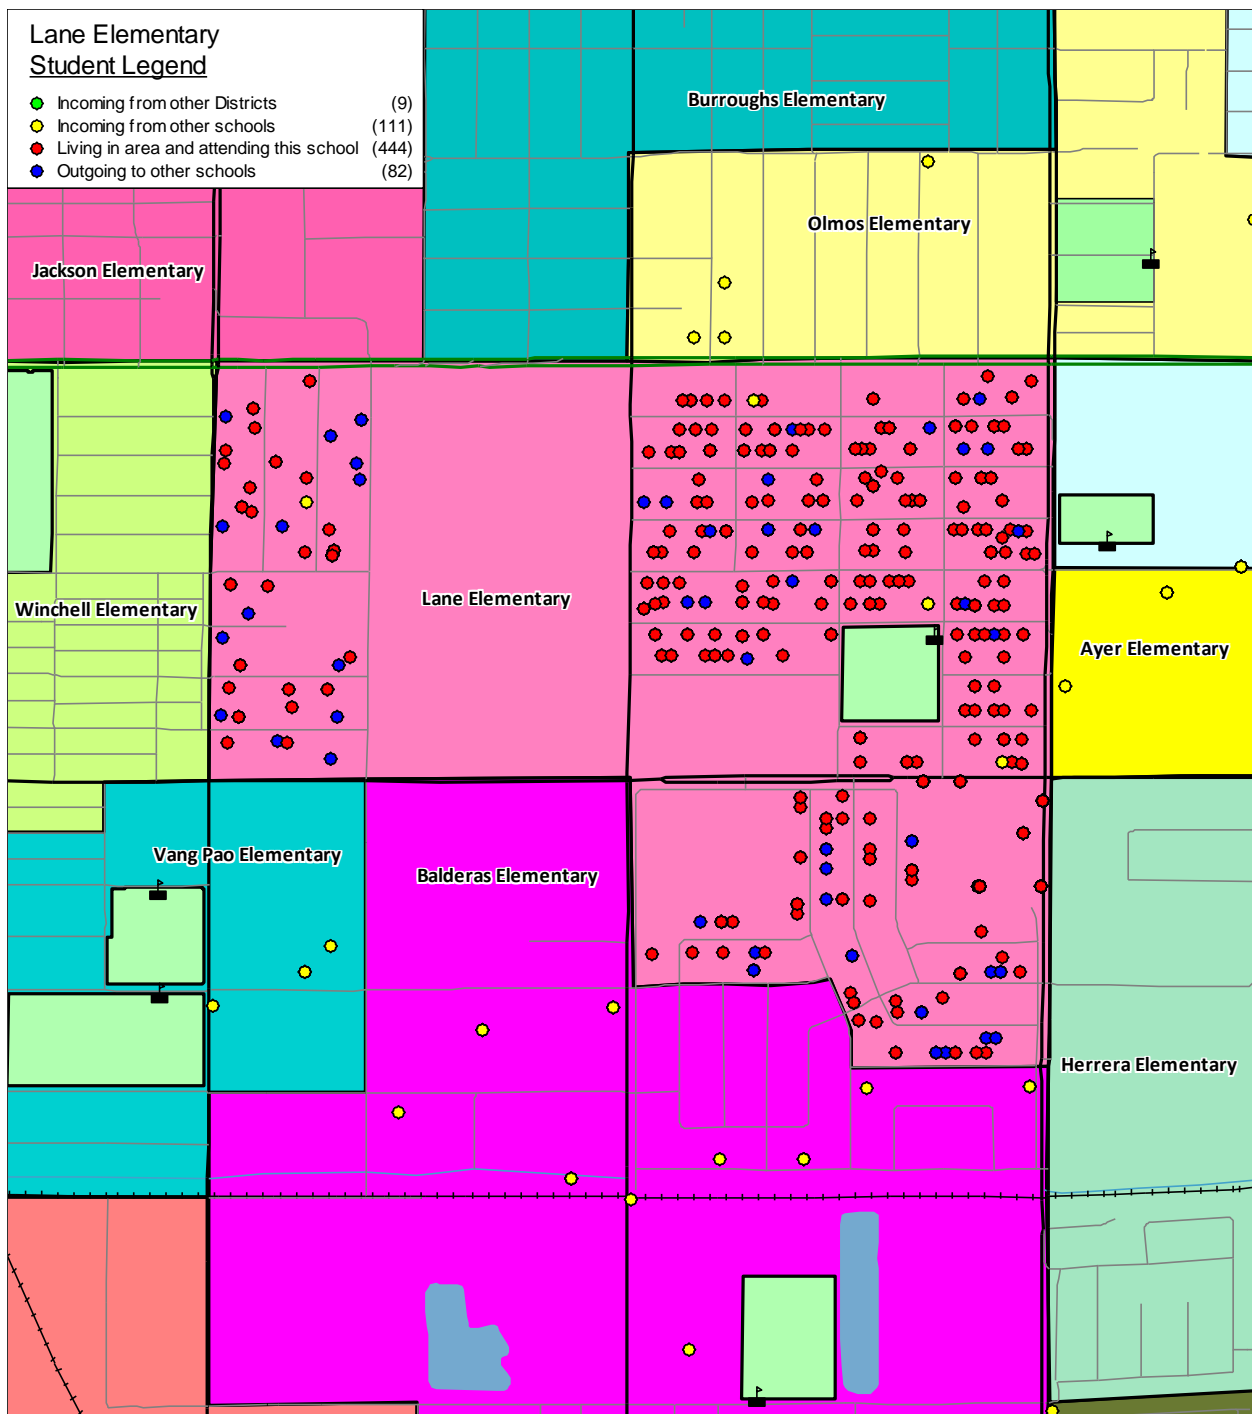 Lane Elementary
Student Legend
Incoming from other Districts (9)
Incoming from other schools (111)
Living in area and attending this school (444)
Outgoing to other schools (82)
Burroughs Elementary
Olmos Elementary
Jackson Elementary
Winchell Elementary
Lane Elementary
Ayer Elementary
Vang Pao Elementary
Balderas Elementary
Herrera Elementary